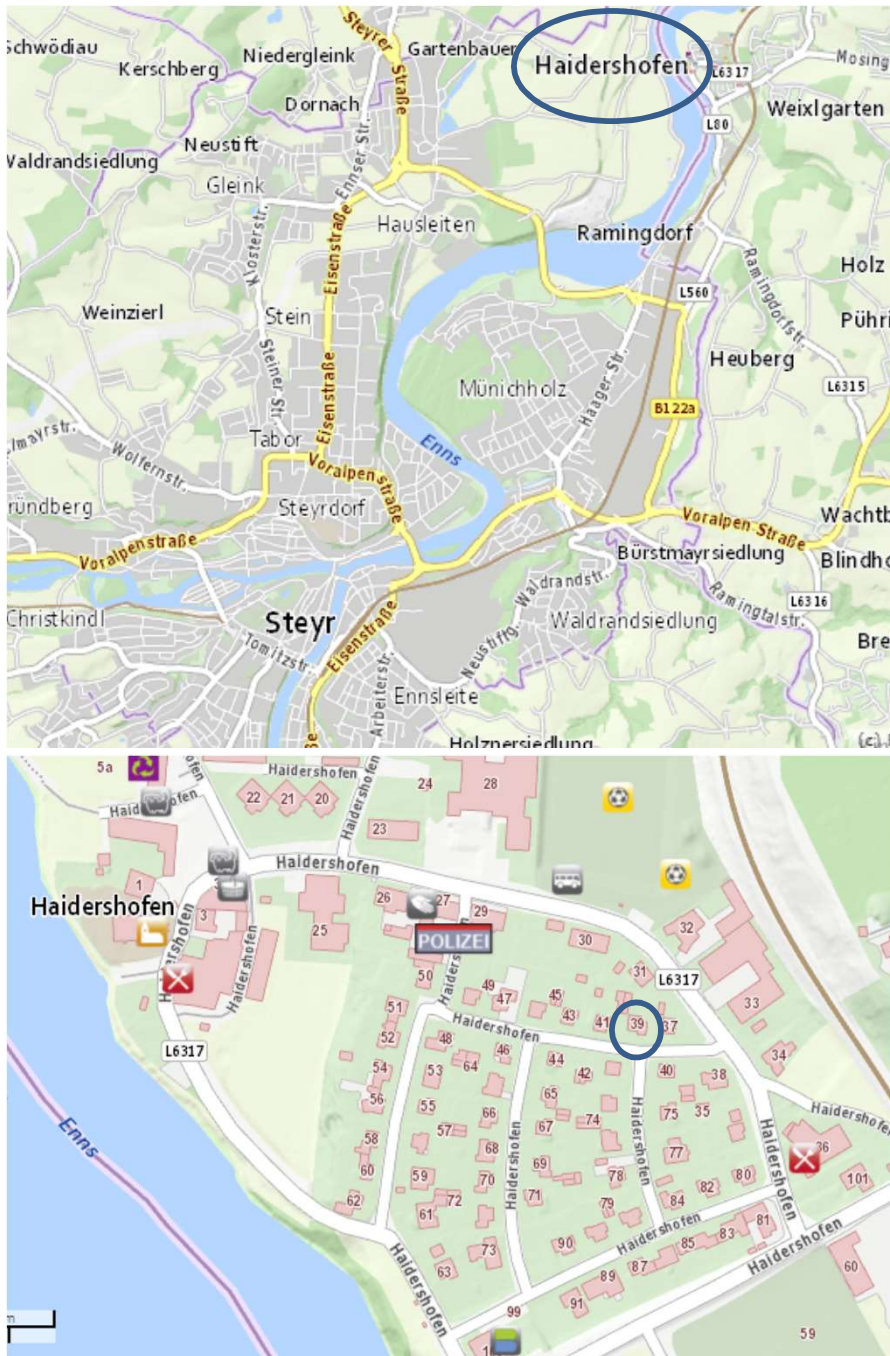 Schwödiau
Kerschberg
Niedergleink
Steyrer
Straße
Gartenbauer
Haidershofen
L6317
Mosing
Dornach
L80
Weixlgarten
Neustift
Waldrandsiedlung
Gleink
Ennser Str.
Klosterstr.
Hausleiten
Ramingdorf
Ramingdorfstr.
Holz
Eisenstraße
L560
Weinzierl
Stein
Pühri
Steiner Str.
Heuberg
Münichholz
Haager Str.
L6315
B122a
Eisenstraße
Tabor
Enns
Wolfernstr.
Voralpenstraße
ründberg
Steyrdorf
Voralpen-Straße
Wachtb
Voralpenstraße
Bürstmayrsiedlung
Blindho
Waldrandstr.
Ramingtalstr.
L6316
Christkindl
Steyr
Waldrandsiedlung
Tomitzstr.
Eisenstraße
Neustiftg.
Bre
Arbeiterstr.
Ennsleite
Holznersiedlung
(c)
5a
Haidershofen
Haidershofen
22 21 20
Haidershofen
24
28
23
Haidershofen
1
Haidershofen
3
Haidershofen
Haidershofen
25
26
27
29
POLIZEI
30
32
31
L6317
33
50
49
47
45
43
41
39
37
51
52
48
Haidershofen
46
44
42
40
38
34
L6317
54
53
64
56
55
66
65
74
75
35
Haidershofen
Haidershofen
36
58
57
67
77
60
68
69
78
Haidershofen
Haidershofen
80
101
59
70
71
79
84
82
62
72
61
90
Haidershofen
81
83
85
Enns
Haidershofen
63
73
87
89
91
Haidershofen
60
99
59
m